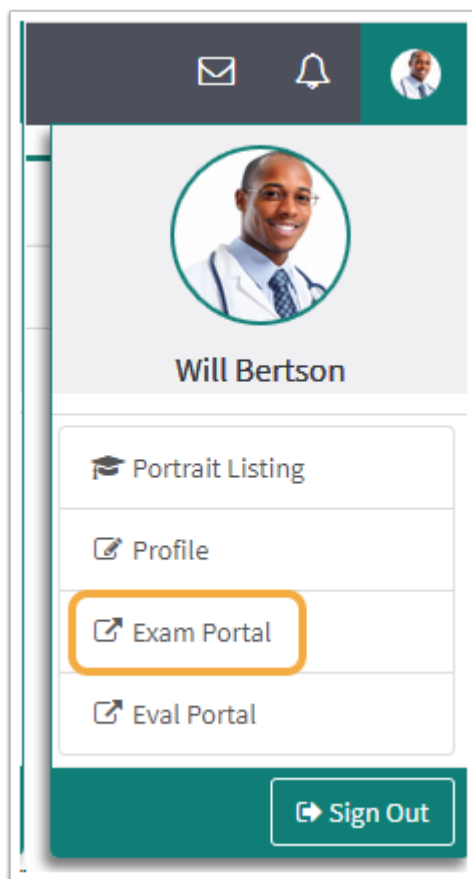 Will Bertson
Portrait Listing
Profile
Exam Portal
Eval Portal
Sign Out